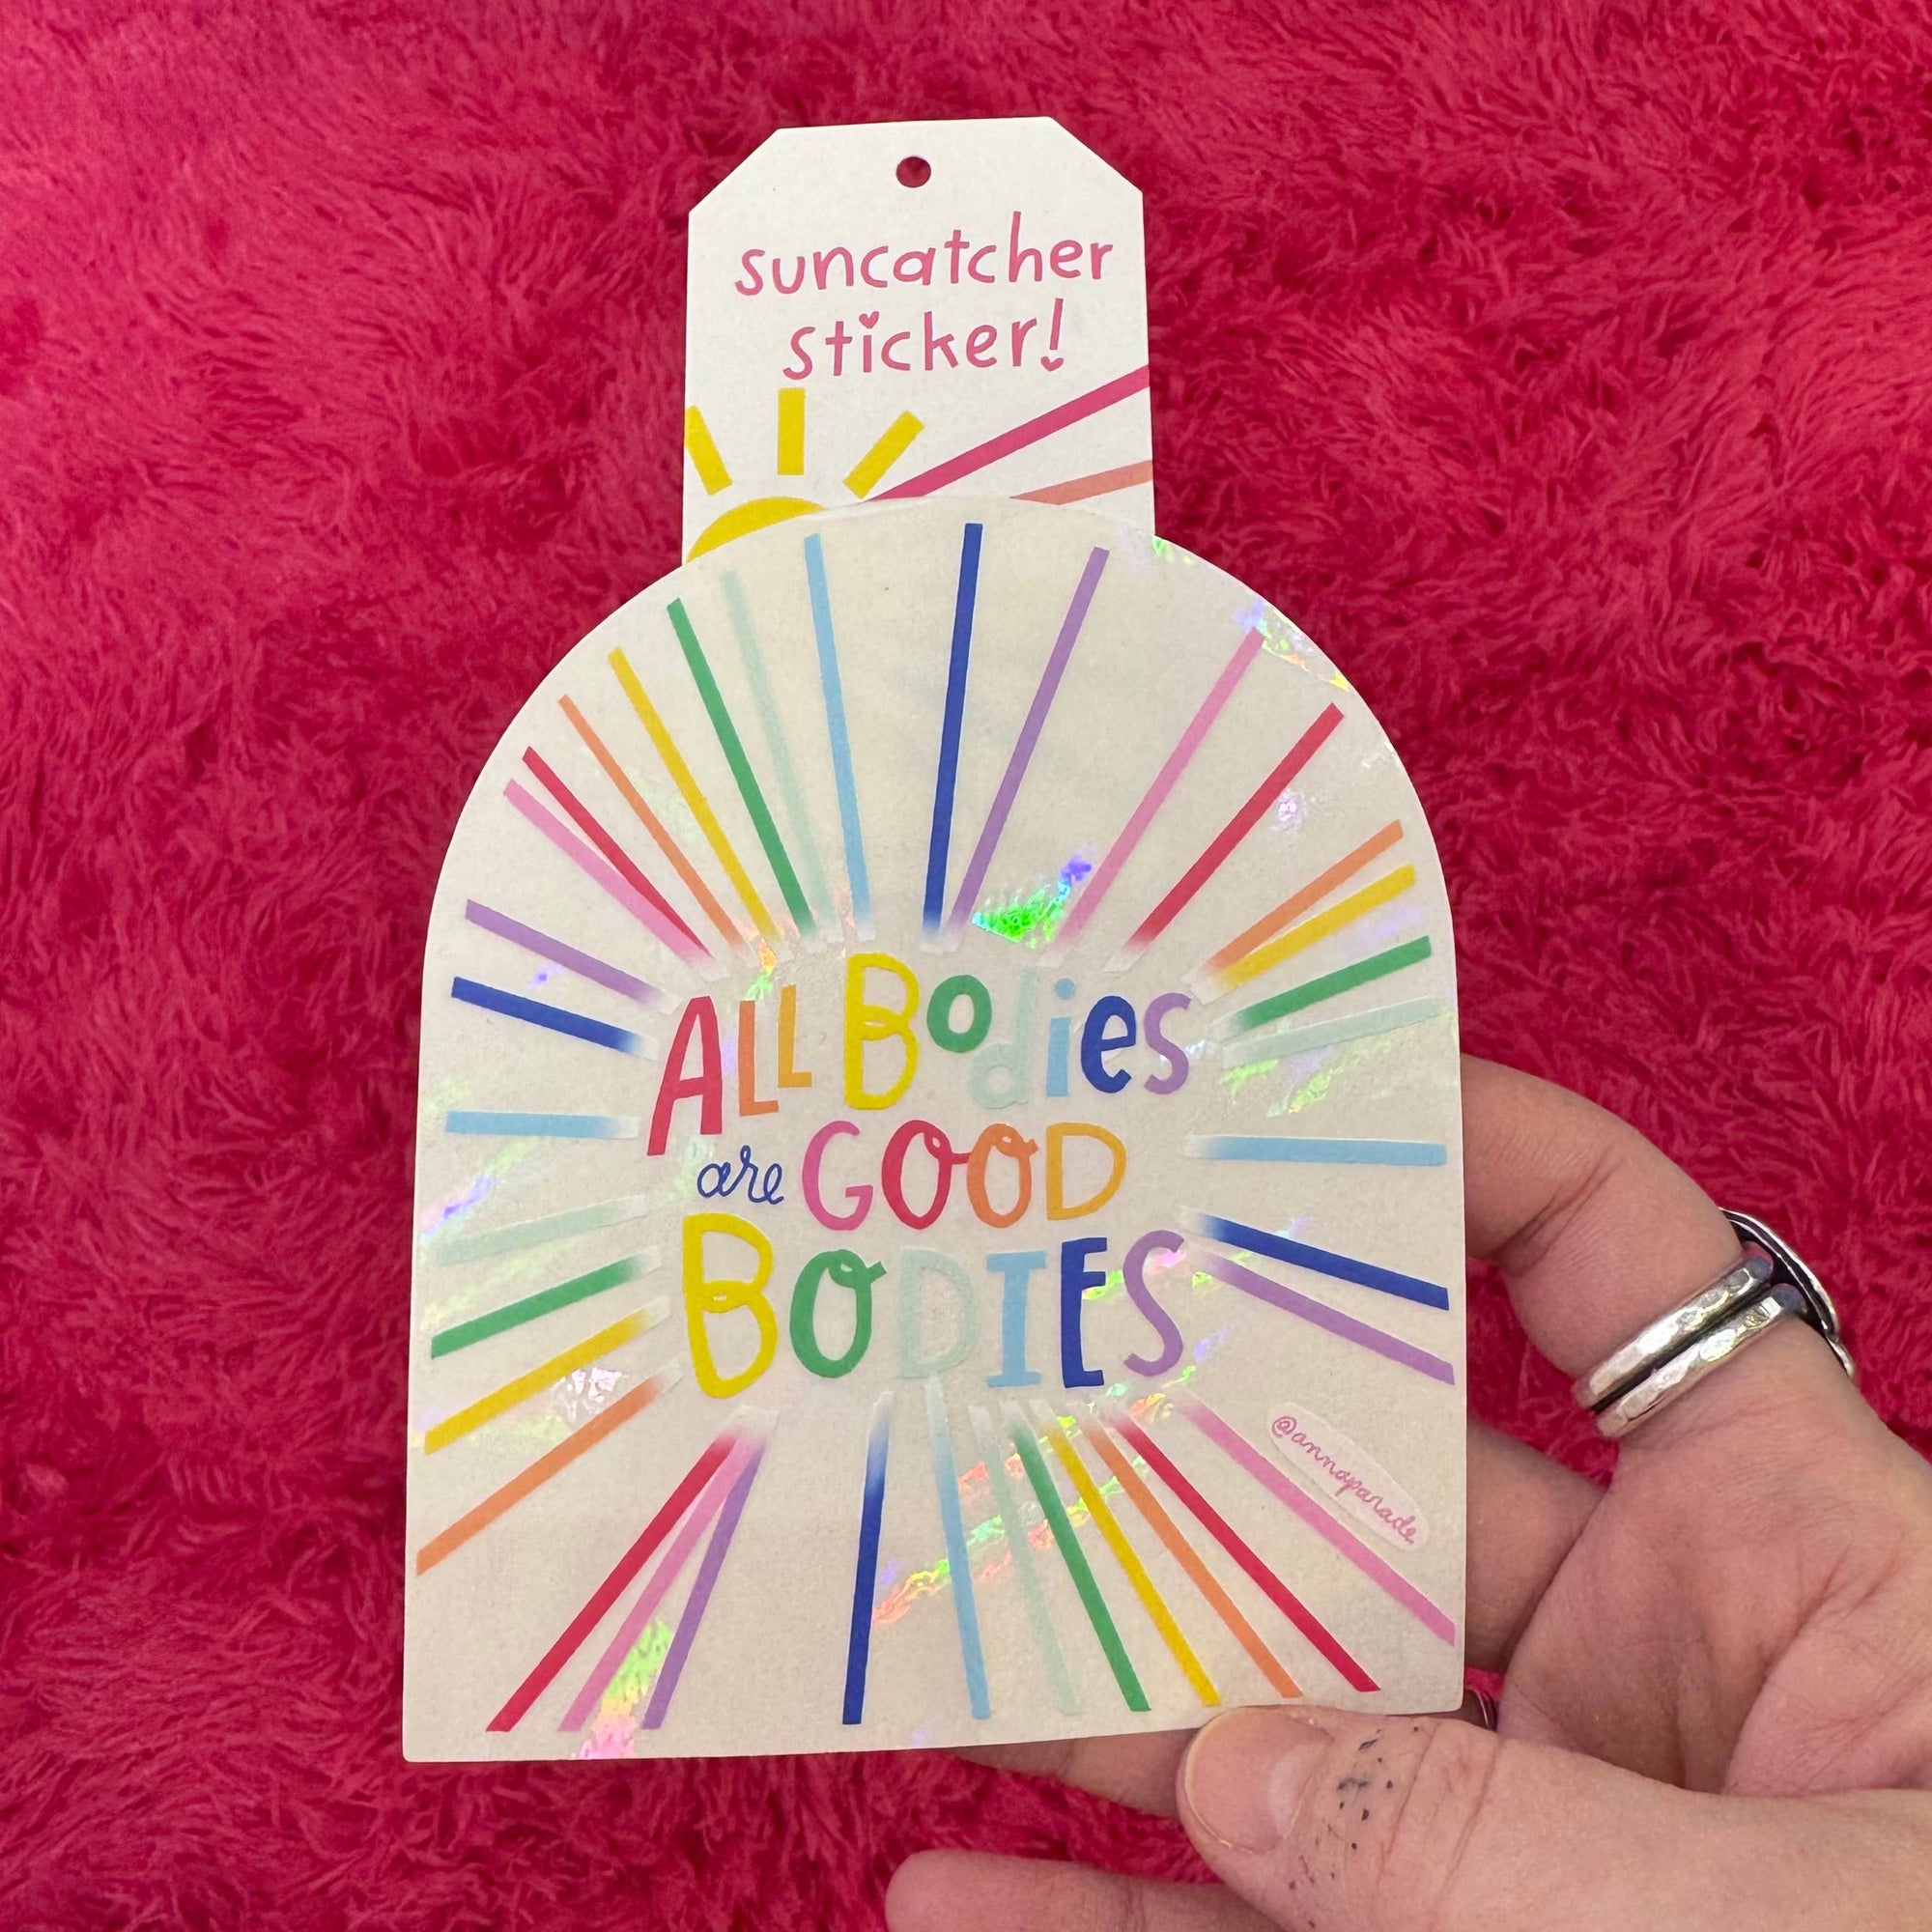 suncatcher
sticker!
ALL BodieS
are GOOD
BODIES
@annaparade